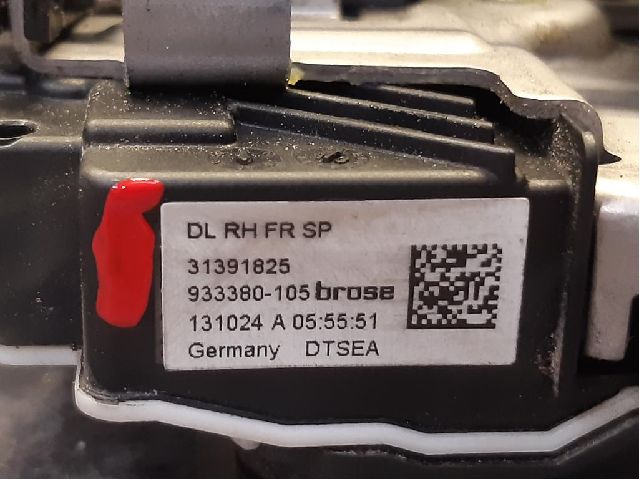 DL RH FR SP
31391825
933380-105 brose
131024 A 05:55:51
Germany DTSEA